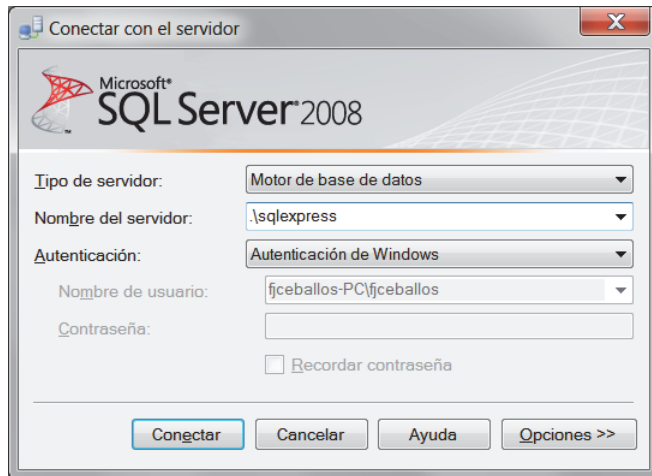 Conectar con el servidor
Microsoft®
SQL Server®2008
Tipo de servidor: Motor de base de datos
Nombre del servidor: .\sqlexpress
Autenticación: Autenticación de Windows
Nombre de usuario: fjceballos-PC\fjceballos
Contraseña:
Recordar contraseña
Conectar Cancelar Ayuda Opciones >>